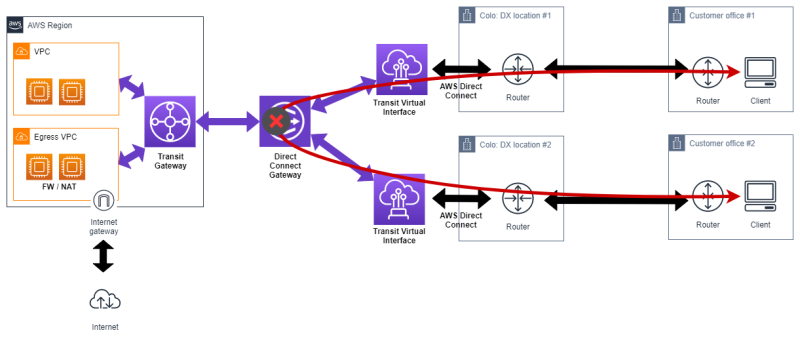 aws
AWS Region
VPC
Egress VPC
FW / NAT
Internet
gateway
Internet
Transit
Gateway
Direct
Connect
Gateway
Transit Virtual
Interface
Transit Virtual
Interface
AWS Direct
Connect
AWS Direct
Connect
Colo: DX location #1
Router
Colo: DX location #2
Router
Customer office #1
Router
Client
Customer office #2
Router
Client